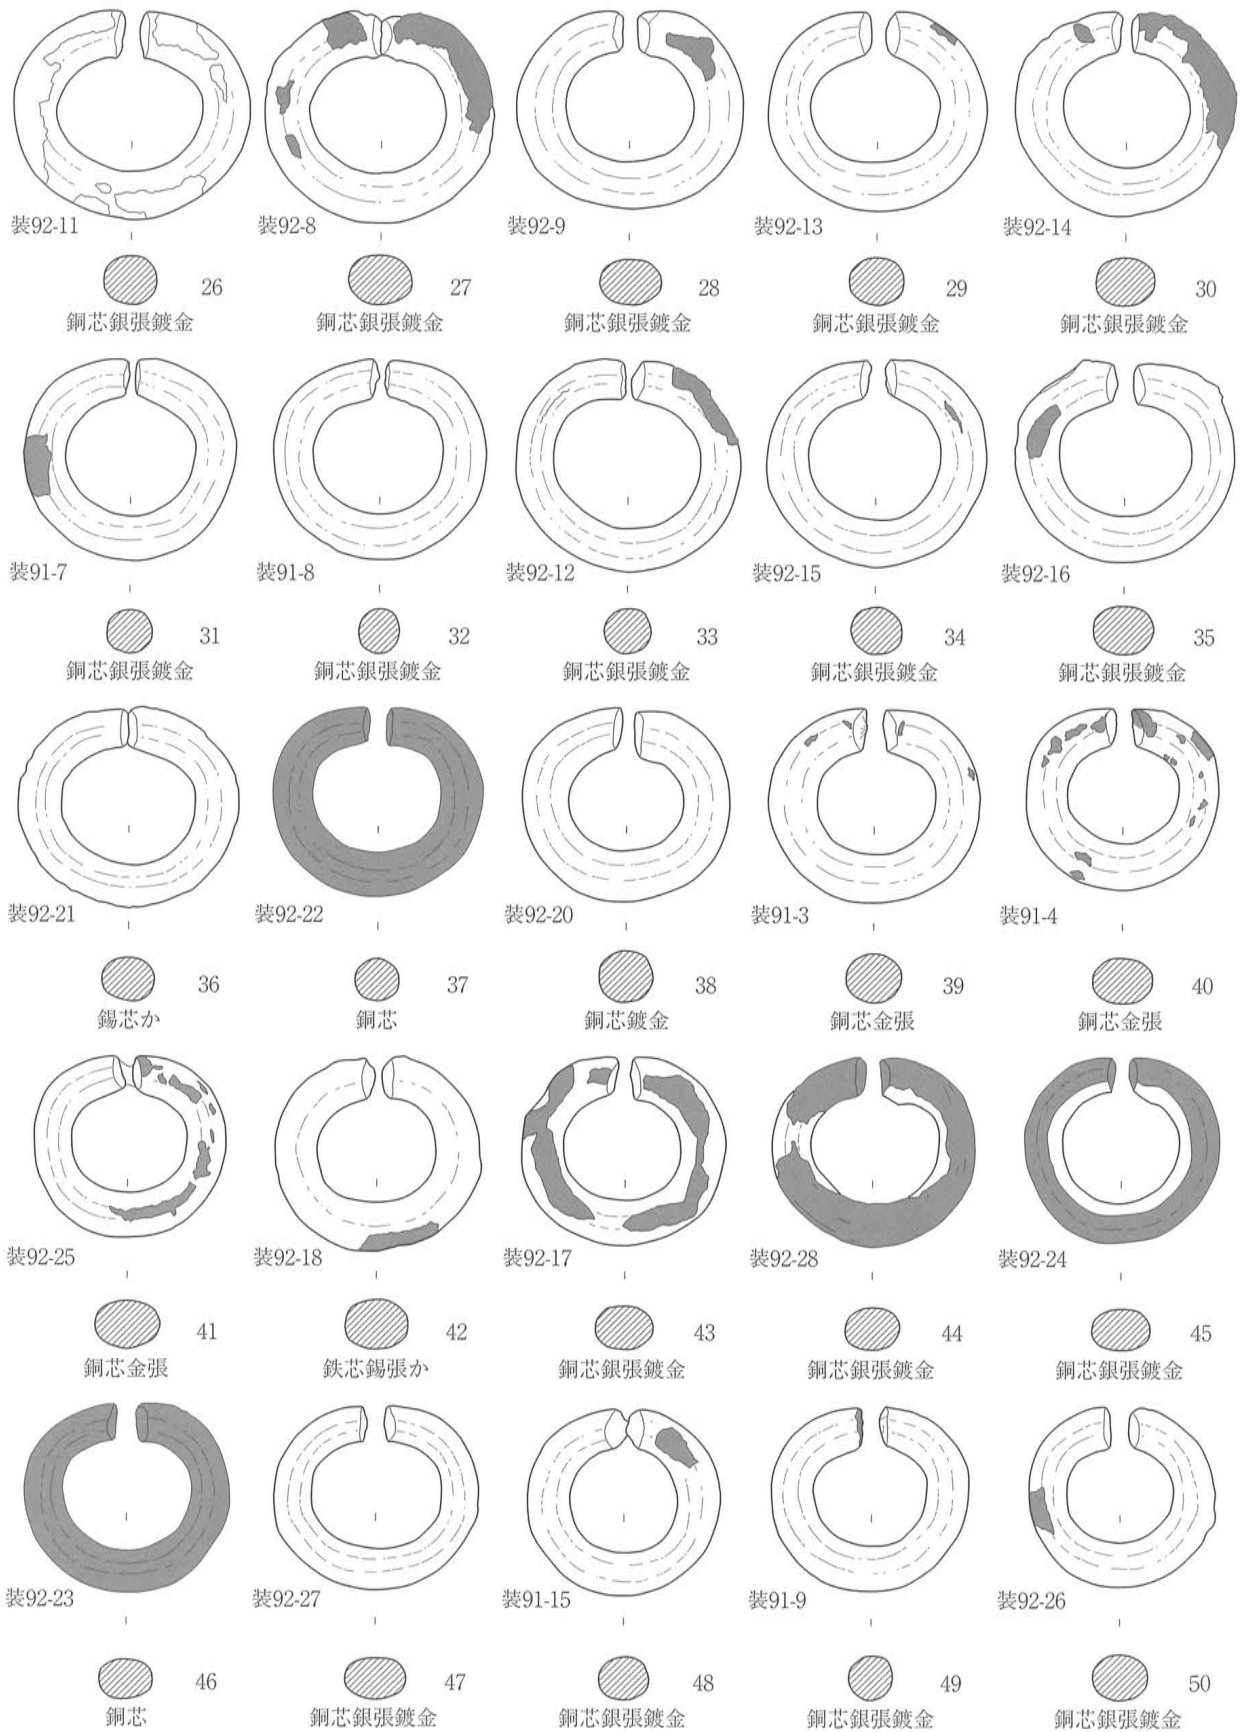 装92-11
装92-8
装92-9
装92-13
装92-14
26
27
28
29
30
銅芯銀張鍍金
銅芯銀張鍍金
銅芯銀張鍍金
銅芯銀張鍍金
銅芯銀張鍍金
装91-7
装91-8
装92-12
装92-15
装92-16
31
32
33
34
35
銅芯銀張鍍金
銅芯銀張鍍金
銅芯銀張鍍金
銅芯銀張鍍金
銅芯銀張鍍金
装92-21
装92-22
装92-20
装91-3
装91-4
36
37
38
39
40
錫芯か
銅芯
銅芯鍍金
銅芯金張
銅芯金張
装92-25
装92-18
装92-17
装92-28
装92-24
41
42
43
44
45
銅芯金張
鉄芯錫張か
銅芯銀張鍍金
銅芯銀張鍍金
銅芯銀張鍍金
装92-23
装92-27
装91-15
装91-9
装92-26
46
47
48
49
50
銅芯
銅芯銀張鍍金
銅芯銀張鍍金
銅芯銀張鍍金
銅芯銀張鍍金